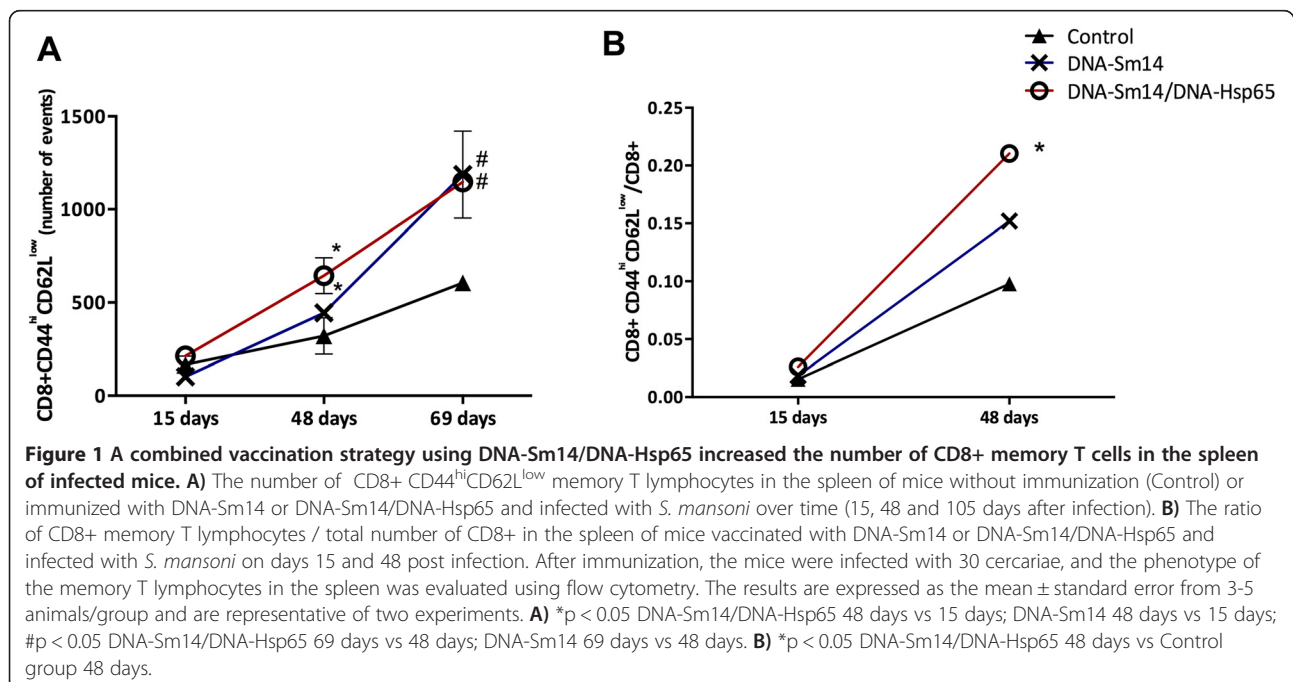 A
B
Control
DNA-Sm14
DNA-Sm14/DNA-Hsp65
CD8+CD44hi CD62Llow (number of events)
1500
1000
500
0
#
#
*
*
15 days
48 days
69 days
CD8+ CD44hi CD62Llow/CD8+
0.25
0.20
0.15
0.10
0.05
0.00
*
15 days
48 days
Figure 1 A combined vaccination strategy using DNA-Sm14/DNA-Hsp65 increased the number of CD8+ memory T cells in the spleen
of infected mice. A) The number of CD8+ CD44hiCD62Llow memory T lymphocytes in the spleen of mice without immunization (Control) or
immunized with DNA-Sm14 or DNA-Sm14/DNA-Hsp65 and infected with S. mansoni over time (15, 48 and 105 days after infection). B) The ratio
of CD8+ memory T lymphocytes / total number of CD8+ in the spleen of mice vaccinated with DNA-Sm14 or DNA-Sm14/DNA-Hsp65 and
infected with S. mansoni on days 15 and 48 post infection. After immunization, the mice were infected with 30 cercariae, and the phenotype of
the memory T lymphocytes in the spleen was evaluated using flow cytometry. The results are expressed as the mean ± standard error from 3-5
animals/group and are representative of two experiments. A) *p < 0.05 DNA-Sm14/DNA-Hsp65 48 days vs 15 days; DNA-Sm14 48 days vs 15 days;
#p < 0.05 DNA-Sm14/DNA-Hsp65 69 days vs 48 days; DNA-Sm14 69 days vs 48 days. B) *p < 0.05 DNA-Sm14/DNA-Hsp65 48 days vs Control
group 48 days.